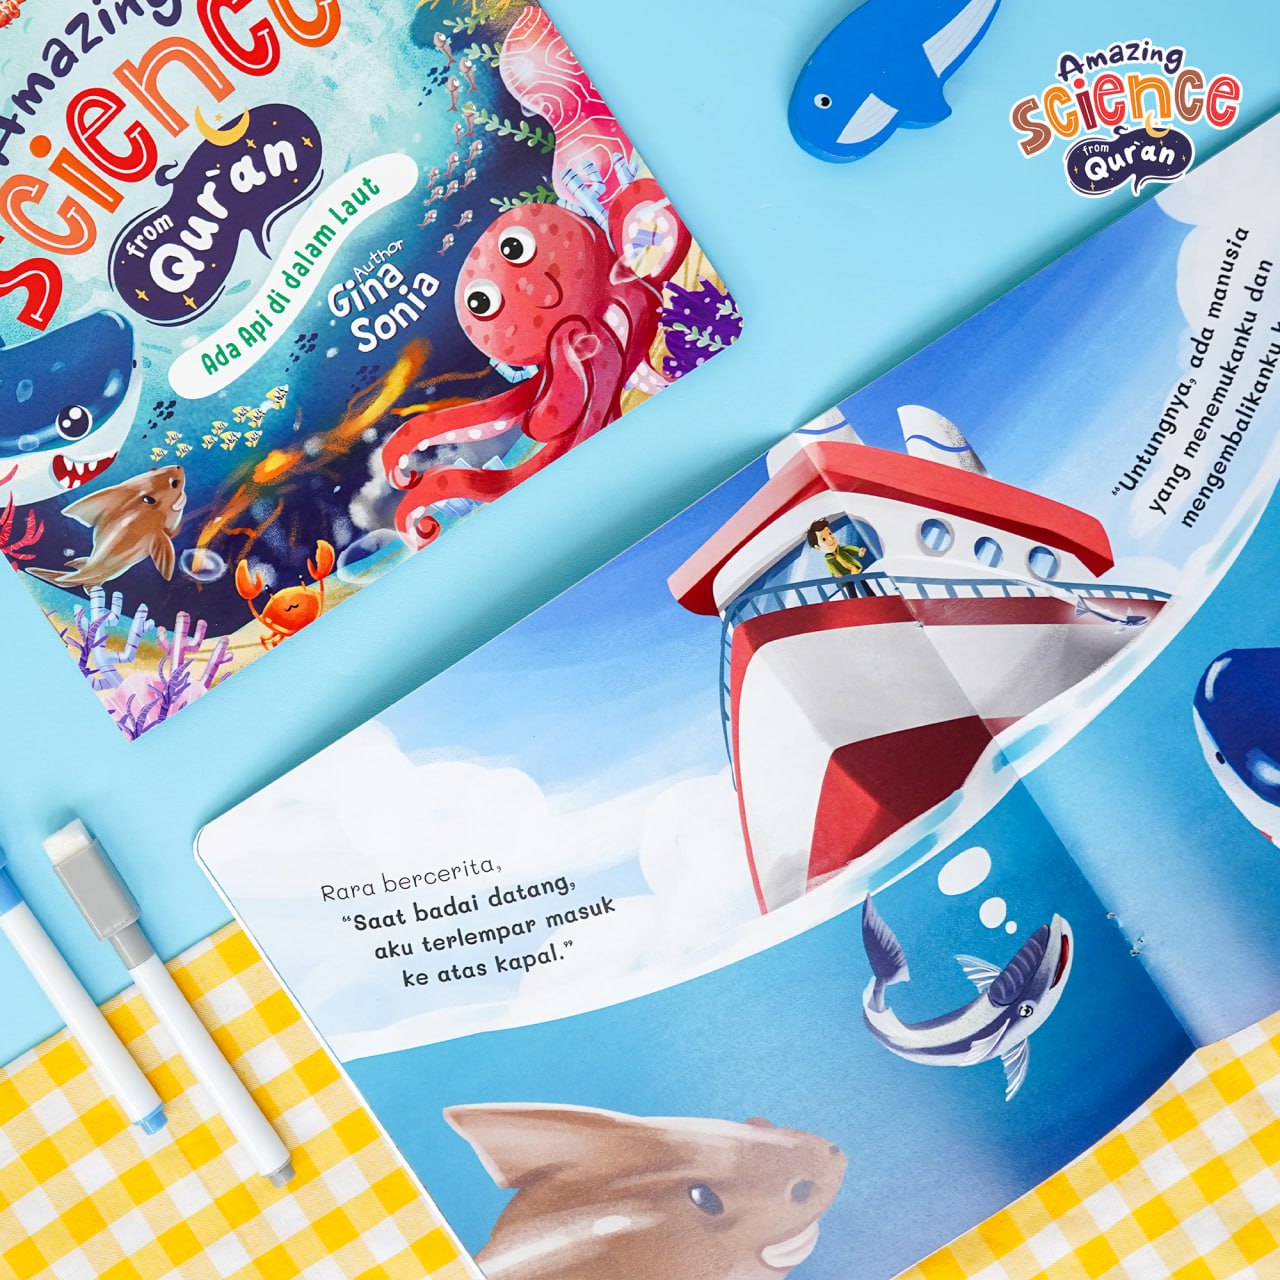 Amazing
Science
from
Qur'an
Ada Api di dalam Laut
Author
Gina
Sonia
Amazing
Science
from
Qur'an
"Untungnya, ada manusia
yang menemukanku dan
mengembalikanku
Rara bercerita,
"Saat badai datang,
aku terlempar masuk
ke atas kapal."